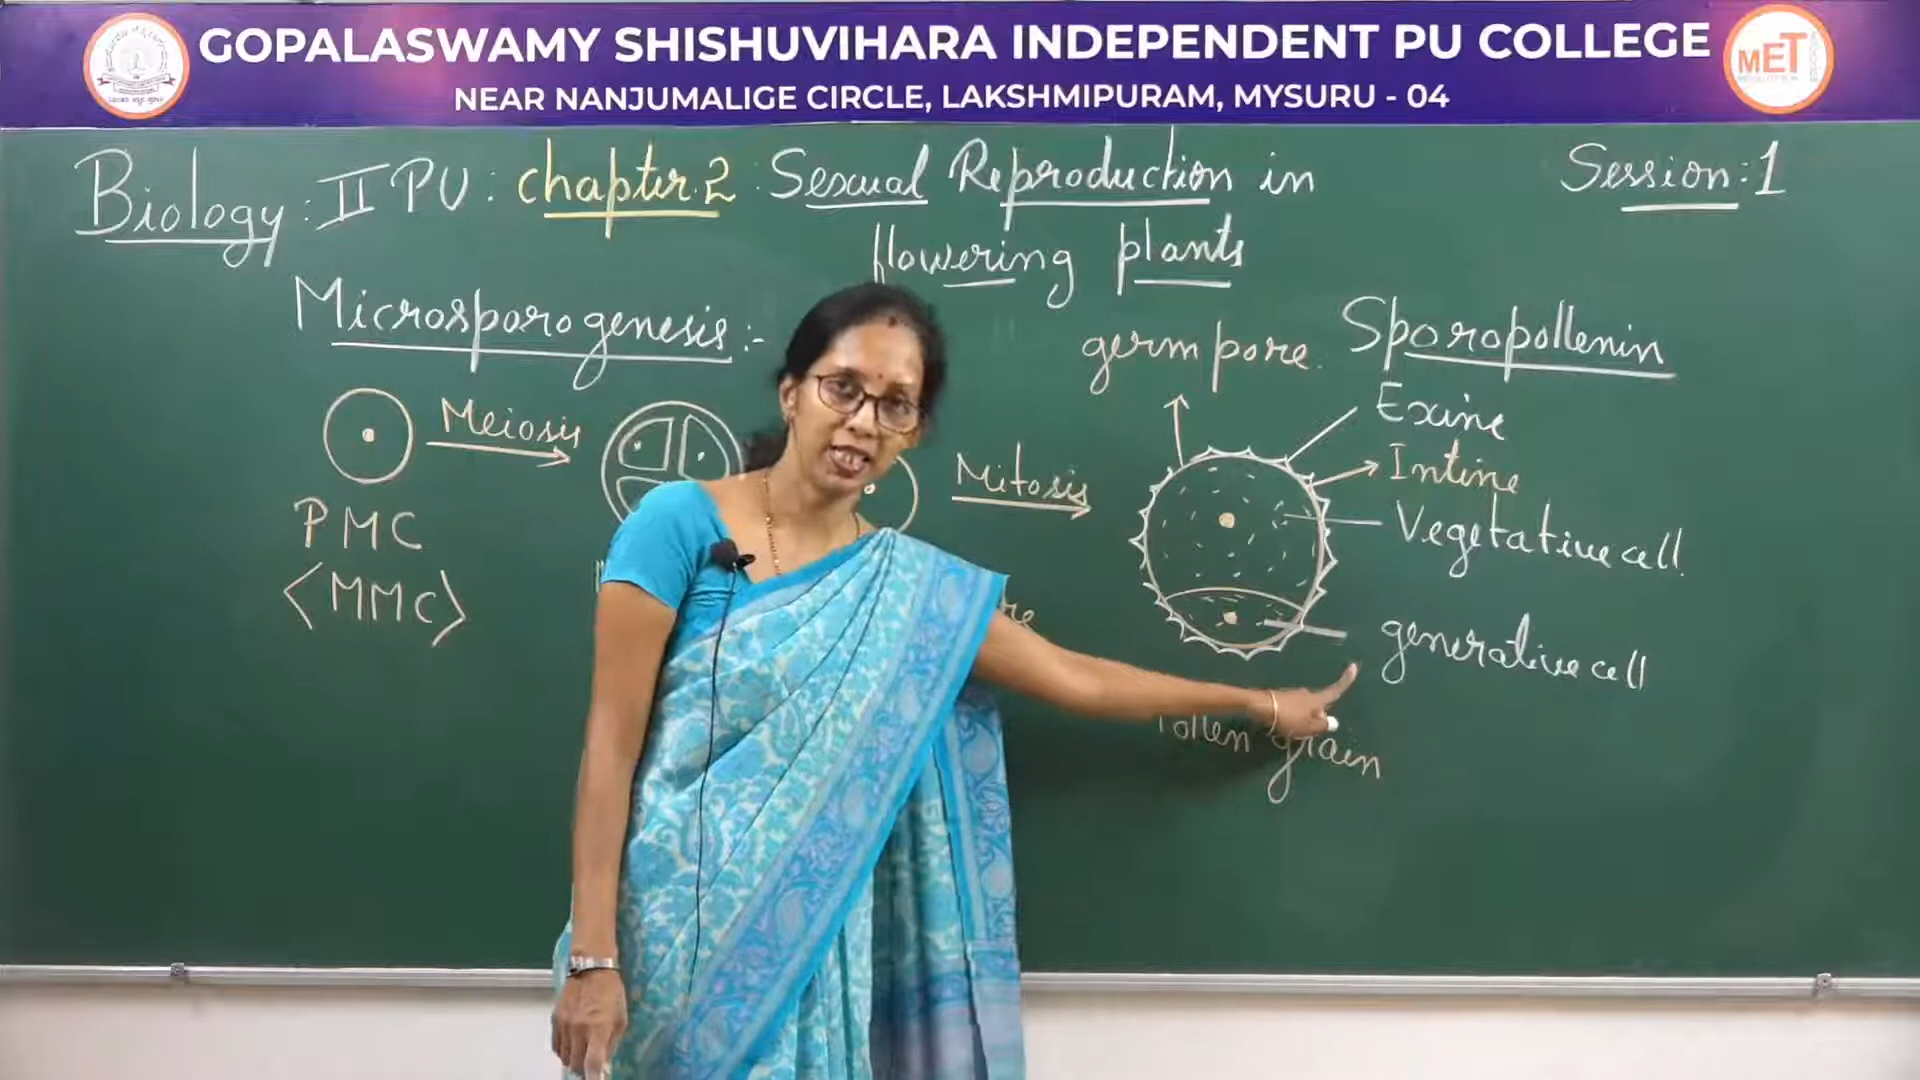 GOPALASWAMY SHISHUVIHARA INDEPENDENT PU COLLEGE
NEAR NANJUMALIGE CIRCLE, LAKSHMIPURAM, MYSURU - 04
MET
Biology: II PU: chapter.2: Sexual Reproduction in
flowering plants
Session: 1
Microsporogenesis:-
germ pore. Sporopollenin
Exine
Meiosis
Intine
Mitosis
Vegetative cell.
PMC
<MMC>
generative cell
grain